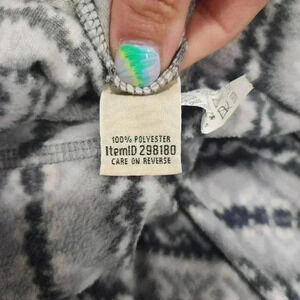 100% POLYESTER
ItemID 298180
CARE ON REVERSE